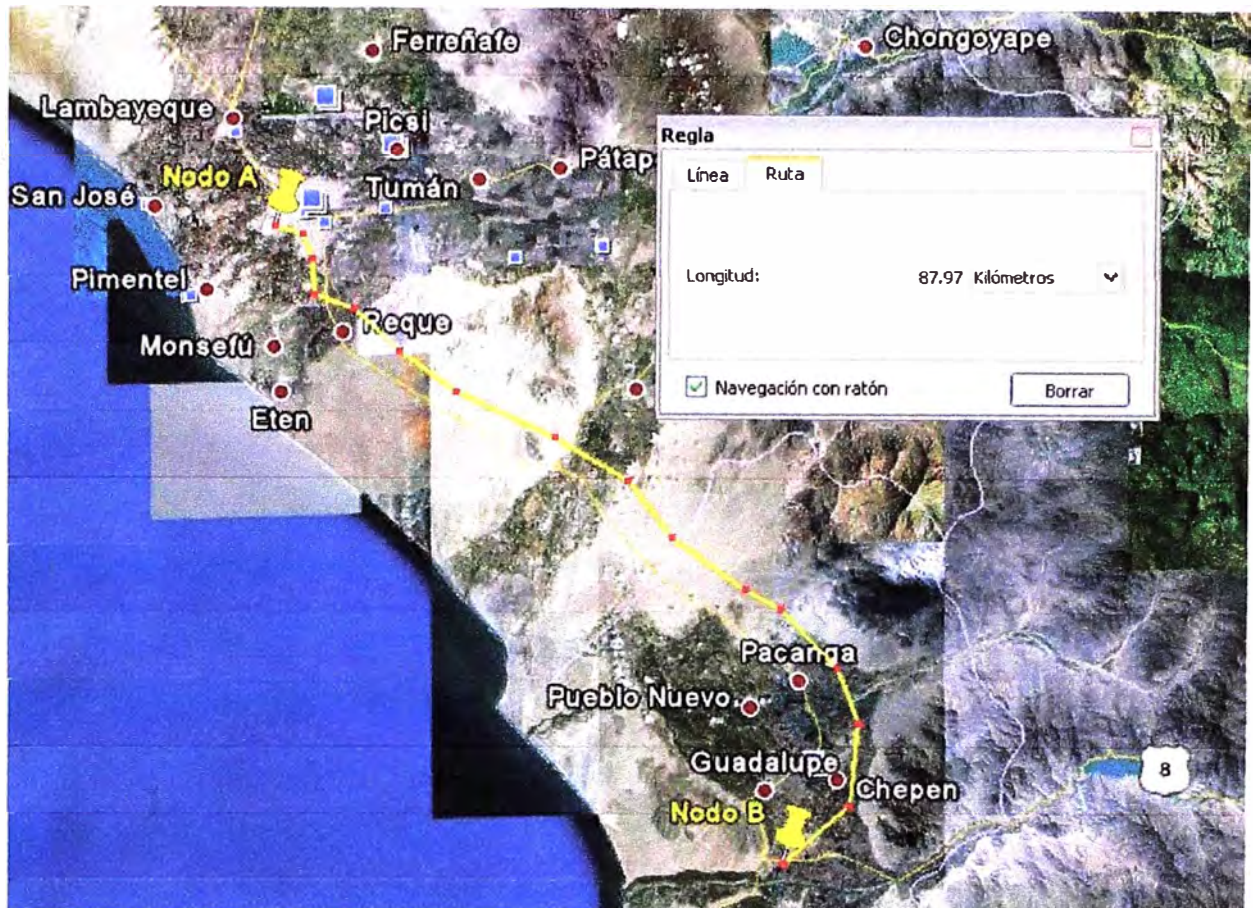 Ferreñafe
Chongoyape
Lambayeque
Picsi
Regla
Línea
Ruta
Nodo A
Tumán
Pátap
San José
Pimentel
Longitud:
87.97 Kilómetros
Reque
Monsefú
Navegación con ratón
Borrar
Eten
Pacanga
Pueblo Nuevo
Guadalupe
8
Chepen
Nodo B